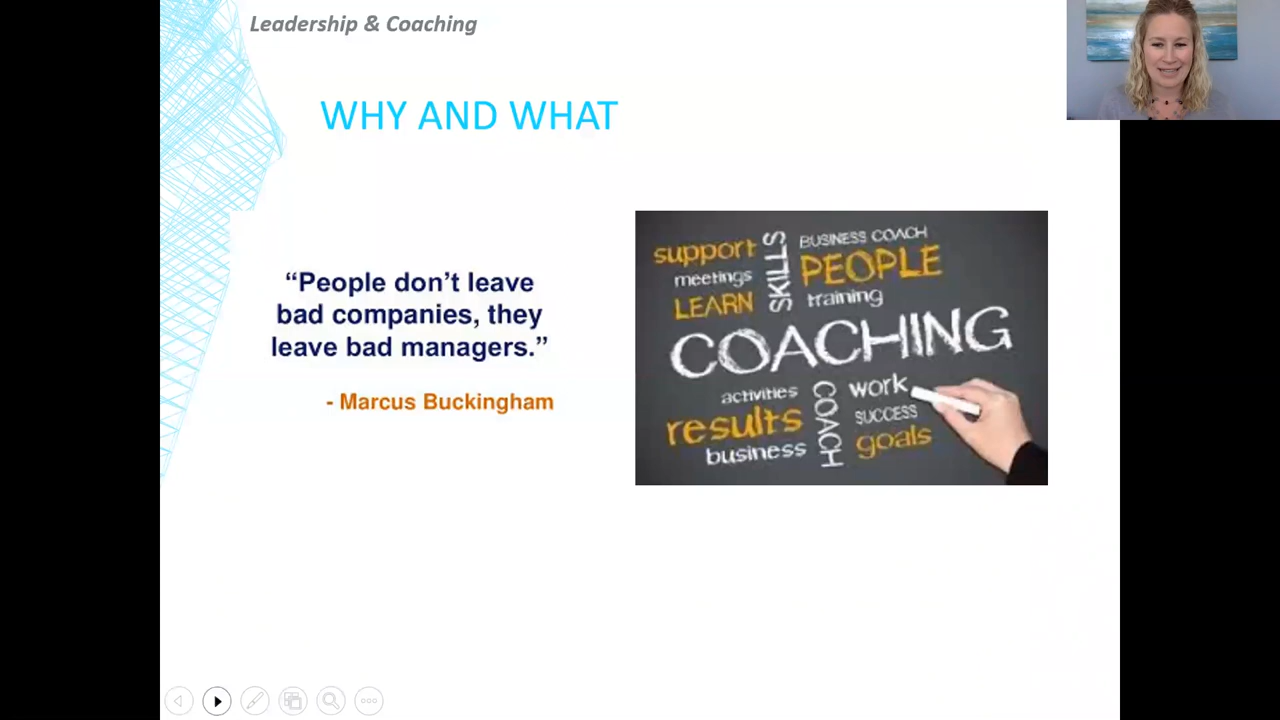 Leadership & Coaching
WHY AND WHAT
“People don’t leave
bad companies, they
leave bad managers.”
- Marcus Buckingham
support
meetings
LEARN
SKILLS
BUSINESS COACH
PEOPLE
training
COACHING
activities
results
business
COACH
work
SUCCESS
goals